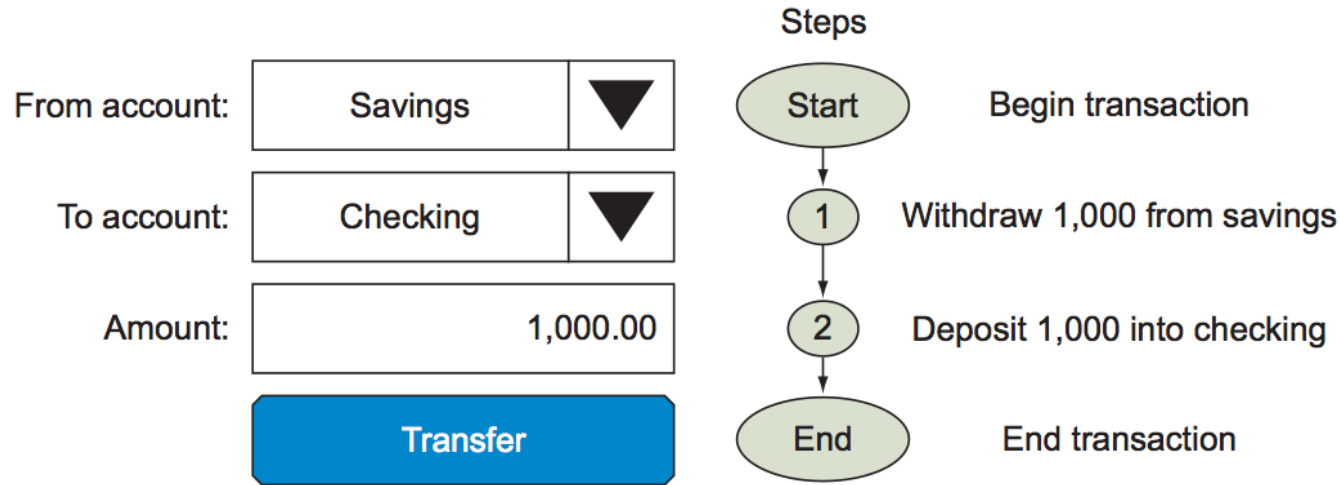 Steps
From account: Savings
Start Begin transaction
To account: Checking
1 Withdraw 1,000 from savings
Amount: 1,000.00
2 Deposit 1,000 into checking
Transfer
End End transaction